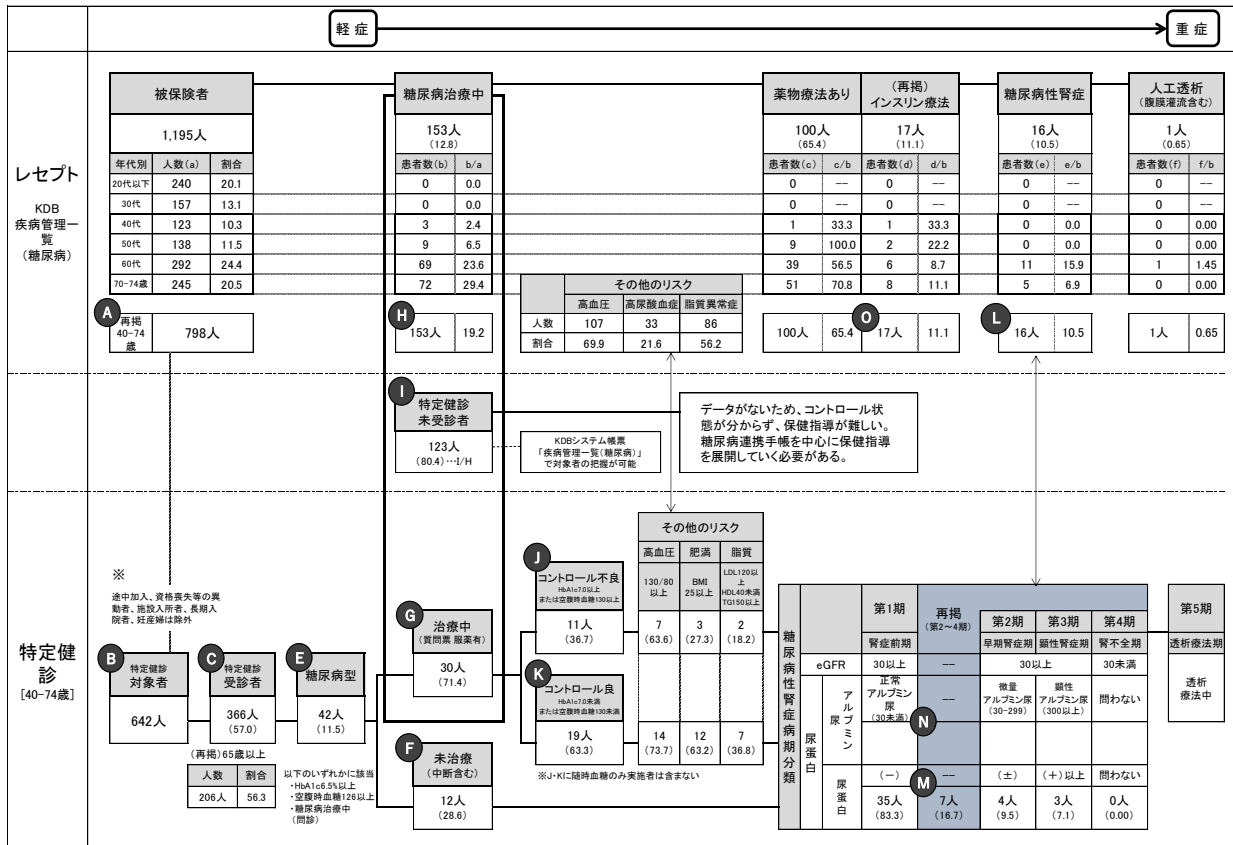 軽症
重症
レセプト
KDB
疾病管理一
覧
(糖尿病)
被保険者
1,195人
年代別 人数(a) 割合
20代以下 240 20.1
30代 157 13.1
40代 123 10.3
50代 138 11.5
60代 292 24.4
70-74歳 245 20.5
A
再掲
40-74
歳
798人
糖尿病治療中
153人
(12.8)
患者数(b) b/a
0 0.0
0 0.0
3 2.4
9 6.5
69 23.6
72 29.4
H
153人 19.2
その他のリスク
高血圧 高尿酸血症 脂質異常症
人数 107 33 86
割合 69.9 21.6 56.2
薬物療法あり
100人
(65.4)
患者数(c) c/b
0 --
0 --
1 33.3
9 100.0
39 56.5
51 70.8
100人 65.4
(再掲)
インスリン療法
17人
(11.1)
患者数(d) d/b
0 --
0 --
1 33.3
2 22.2
6 8.7
8 11.1
O
17人 11.1
糖尿病性腎症
16人
(10.5)
患者数(e) e/b
0 --
0 --
0 0.0
0 0.0
11 15.9
5 6.9
L
16人 10.5
人工透析
(腹膜灌流含む)
1人
(0.65)
患者数(f) f/b
0 --
0 --
0 0.00
0 0.00
1 1.45
0 0.00
1人 0.65
I
特定健診
未受診者
123人
(80.4)…I/H
KDBシステム帳票
「疾病管理一覧(糖尿病)」
で対象者の把握が可能
データがないため、コントロール状
態が分からず、保健指導が難しい。
糖尿病連携手帳を中心に保健指導
を展開していく必要がある。
特定健
診
[40-74歳]
※
途中加入、資格喪失等の異
動者、施設入所者、長期入
院者、妊産婦は除外
B
特定健診
対象者
642人
C
特定健診
受診者
366人
(57.0)
(再掲)65歳以上
人数 割合
206人 56.3
E
糖尿病型
42人
(11.5)
以下のいずれかに該当
・HbA1c6.5%以上
・空腹時血糖126以上
・糖尿病治療中
(問診)
G
治療中
(質問票 服薬有)
30人
(71.4)
F
未治療
(中断含む)
12人
(28.6)
J
コントロール不良
HbA1c7.0以上
または空腹時血糖130以上
11人
(36.7)
K
コントロール良
HbA1c7.0未満
または空腹時血糖130未満
19人
(63.3)
その他のリスク
高血圧 肥満 脂質
130/80
以上
BMI
25以上
LDL120以
上
HDL40未満
TG150以上
7 3 2
(63.6) (27.3) (18.2)
14 12 7
(73.7) (63.2) (36.8)
※J・Kに随時血糖のみ実施者は含まない
糖尿病性腎症病期分類
第1期
腎症前期
再掲
(第2~4期)
第2期
早期腎症期
第3期
顕性腎症期
第4期
腎不全期
第5期
透析療法期
eGFR 30以上 -- 30以上 30未満
透析
療法中
尿蛋白
尿アルブミン
正常
アルブミン
尿
(30未満)
--
微量
アルブミン尿
(30-299)
顕性
アルブミン尿
(300以上)
問わない
N
尿蛋白
(-) -- (±) (+)以上 問わない
M
35人 7人 4人 3人 0人
(83.3) (16.7) (9.5) (7.1) (0.00)